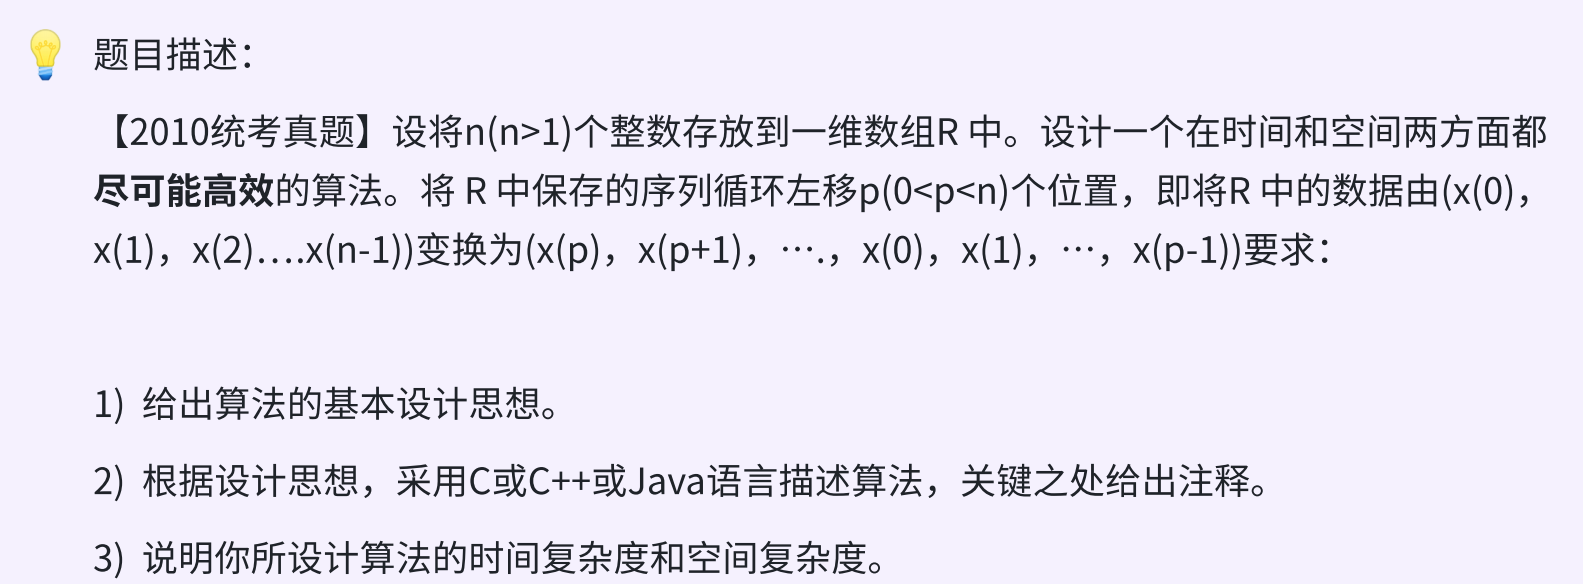 题目描述：
【2010统考真题】设将n(n>1)个整数存放到一维数组R 中。设计一个在时间和空间两方面都
尽可能高效的算法。将 R 中保存的序列循环左移p(0<p<n)个位置，即将R 中的数据由(x(0)，
x(1)，x(2)….x(n-1))变换为(x(p)，x(p+1)，….，x(0)，x(1)，…，x(p-1))要求：
1) 给出算法的基本设计思想。
2) 根据设计思想，采用C或C++或Java语言描述算法，关键之处给出注释。
3) 说明你所设计算法的时间复杂度和空间复杂度。